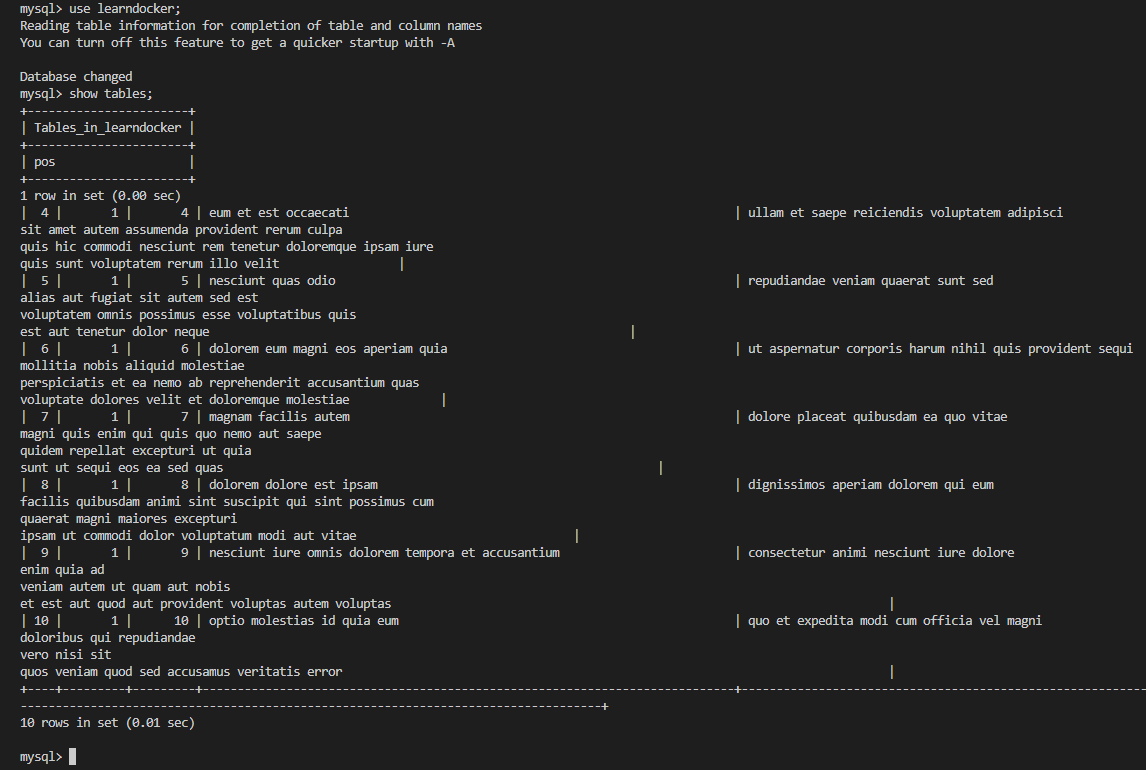 mysql> use learndocker;
Reading table information for completion of table and column names
You can turn off this feature to get a quicker startup with -A
Database changed
mysql> show tables;
+-----------------------+
| Tables_in_learndocker |
+-----------------------+
| pos                   |
+-----------------------+
1 row in set (0.00 sec)
|  4 |       1 |       4 | eum et est occaecati                                                       | ullam et saepe reiciendis voluptatem adipisci
sit amet autem assumenda provident rerum culpa
quis hic commodi nesciunt rem tenetur doloremque ipsam iure
quis sunt voluptatem rerum illo velit                 |
|  5 |       1 |       5 | nesciunt quas odio                                                         | repudiandae veniam quaerat sunt sed
alias aut fugiat sit autem sed est
voluptatem omnis possimus esse voluptatibus quis
est aut tenetur dolor neque                                                            |
|  6 |       1 |       6 | dolorem eum magni eos aperiam quia                                         | ut aspernatur corporis harum nihil quis provident sequi
mollitia nobis aliquid molestiae
perspiciatis et ea nemo ab reprehenderit accusantium quas
voluptate dolores velit et doloremque molestiae             |
|  7 |       1 |       7 | magnam facilis autem                                                       | dolore placeat quibusdam ea quo vitae
magni quis enim qui quis quo nemo aut saepe
quidem repellat excepturi ut quia
sunt ut sequi eos ea sed quas                                                              |
|  8 |       1 |       8 | dolorem dolore est ipsam                                                   | dignissimos aperiam dolorem qui eum
facilis quibusdam animi sint suscipit qui sint possimus cum
quaerat magni maiores excepturi
ipsam ut commodi dolor voluptatum modi aut vitae                               |
|  9 |       1 |       9 | nesciunt iure omnis dolorem tempora et accusantium                         | consectetur animi nesciunt iure dolore
enim quia ad
veniam autem ut quam aut nobis
et est aut quod aut provident voluptas autem voluptas                                                                       |
| 10 |       1 |      10 | optio molestias id quia eum                                                | quo et expedita modi cum officia vel magni
doloribus qui repudiandae
vero nisi sit
quos veniam quod sed accusamus veritatis error                                                                              |
+----+---------+---------+----------------------------------------------------------------------------+----------------------------------------------------------
-----------------------------------------------------------------------------------+
10 rows in set (0.01 sec)
mysql>